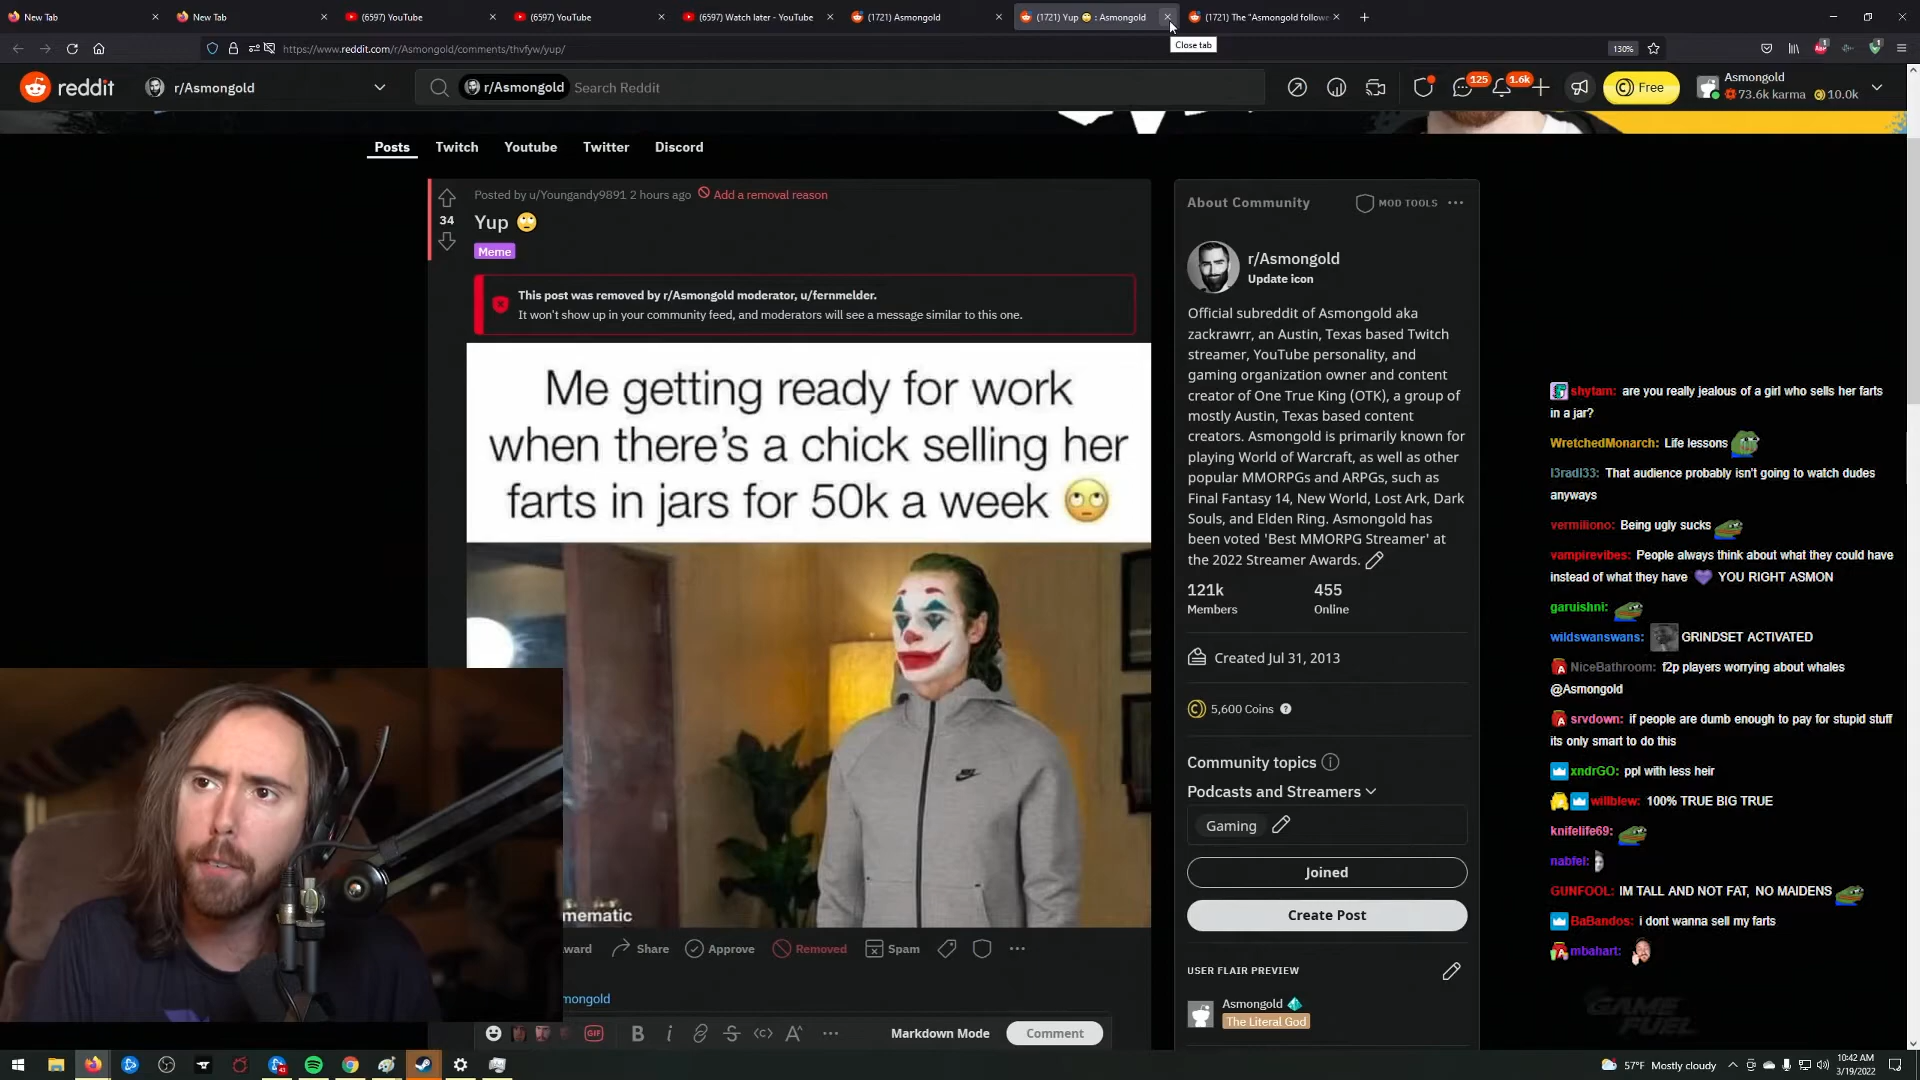 New Tab
New Tab
(6597) YouTube
(6597) YouTube
(6597) Watch later - YouTube
(1721) Asmongold
(1721) Yup 🙄 : Asmongold
(1721) The "Asmongold followe
Close tab
https://www.reddit.com/r/Asmongold/comments/thvfyw/yup/
130%
reddit
r/Asmongold
r/Asmongold
Search Reddit
125
1.6k
Free
Asmongold
73.6k karma
10.0k
Posts
Twitch
Youtube
Twitter
Discord
Posted by u/Youngandy9891 2 hours ago
Add a removal reason
34
Yup 🙄
Meme
This post was removed by r/Asmongold moderator, u/fernmelder.
It won't show up in your community feed, and moderators will see a message similar to this one.
Me getting ready for work
when there's a chick selling her
farts in jars for 50k a week 🙄
mematic
ward
Share
Approve
Removed
Spam
mongold
GIF
Markdown Mode
Comment
About Community
MOD TOOLS
r/Asmongold
Update icon
Official subreddit of Asmongold aka
zackrawrr, an Austin, Texas based Twitch
streamer, YouTube personality, and
gaming organization owner and content
creator of One True King (OTK), a group of
mostly Austin, Texas based content
creators. Asmongold is primarily known for
playing World of Warcraft, as well as other
popular MMORPGs and ARPGs, such as
Final Fantasy 14, New World, Lost Ark, Dark
Souls, and Elden Ring. Asmongold has
been voted 'Best MMORPG Streamer' at
the 2022 Streamer Awards.
121k
Members
455
Online
Created Jul 31, 2013
5,600 Coins
Community topics
Podcasts and Streamers
Gaming
Joined
Create Post
USER FLAIR PREVIEW
Asmongold
The Literal God
shytam: are you really jealous of a girl who sells her farts
in a jar?
WretchedMonarch: Life lessons
l3radl33: That audience probably isn't going to watch dudes
anyways
vermiliono: Being ugly sucks
vampirevibes: People always think about what they could have
instead of what they have 💜 YOU RIGHT ASMON
garuishni:
wildswanswans: GRINDSET ACTIVATED
NiceBathroom: f2p players worrying about whales
@Asmongold
srvdown: if people are dumb enough to pay for stupid stuff
its only smart to do this
xndrGO: ppl with less heir
willblew: 100% TRUE BIG TRUE
knifelife69:
nabfel:
GUNFOOL: IM TALL AND NOT FAT, NO MAIDENS
BaBandos: i dont wanna sell my farts
mbahart:
GAME
FUEL
57°F Mostly cloudy
10:42 AM
3/19/2022